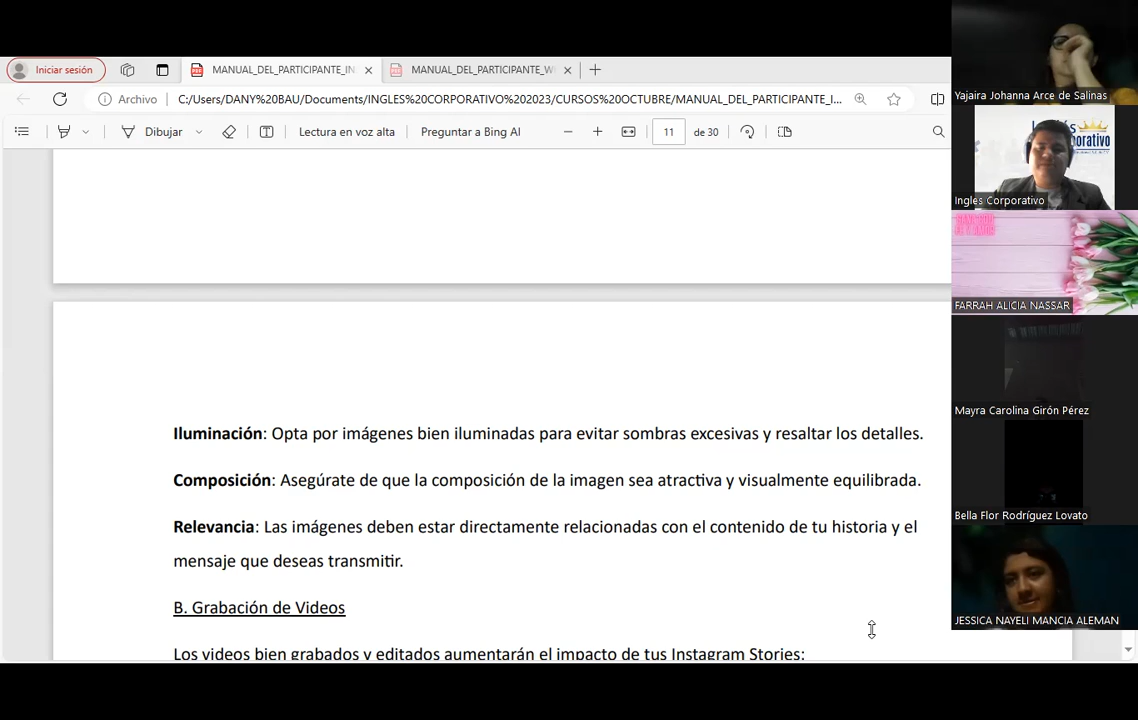 Iniciar sesión
MANUAL_DEL_PARTICIPANTE_IN
MANUAL_DEL_PARTICIPANTE_WI
Archivo
C:/Users/DANY%20BAU/Documents/INGLES%20CORPORATIVO%202023/CURSOS%20OCTUBRE/MANUAL_DEL_PARTICIPANTE_I...
Dibujar
Lectura en voz alta
Preguntar a Bing AI
11
de 30
Iluminación: Opta por imágenes bien iluminadas para evitar sombras excesivas y resaltar los detalles.
Composición: Asegúrate de que la composición de la imagen sea atractiva y visualmente equilibrada.
Relevancia: Las imágenes deben estar directamente relacionadas con el contenido de tu historia y el
mensaje que deseas transmitir.
B. Grabación de Videos
Los videos bien grabados y editados aumentarán el impacto de tus Instagram Stories:
Yajaira Johanna Arce de Salinas
Ingles Corporativo
FARRAH ALICIA NASSAR
Mayra Carolina Girón Pérez
Bella Flor Rodríguez Lovato
JESSICA NAYELI MANCIA ALEMAN